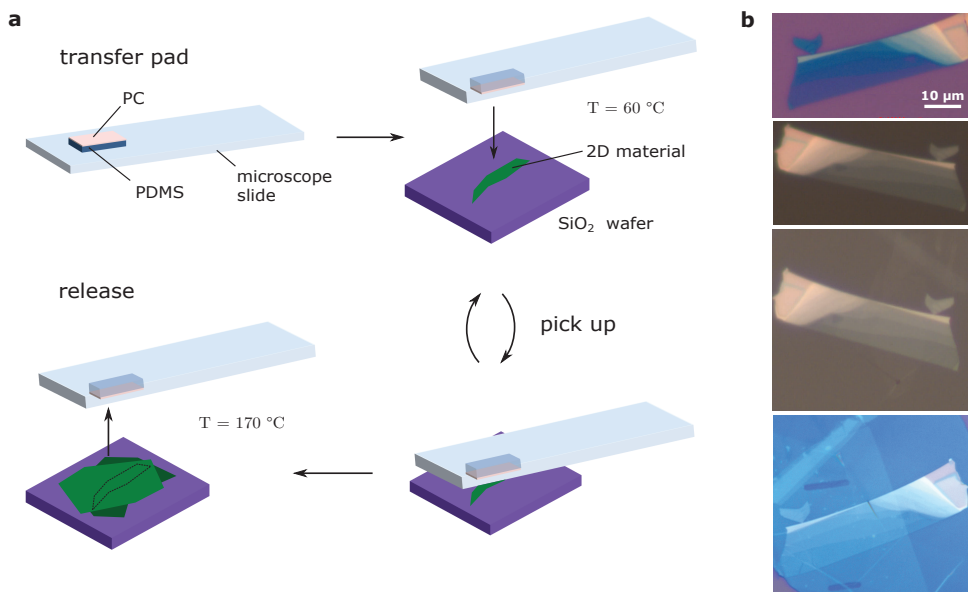 a
transfer pad
PC
PDMS
microscope
slide
T = 60 °C
2D material
SiO₂ wafer
pick up
release
T = 170 °C
b
10 µm